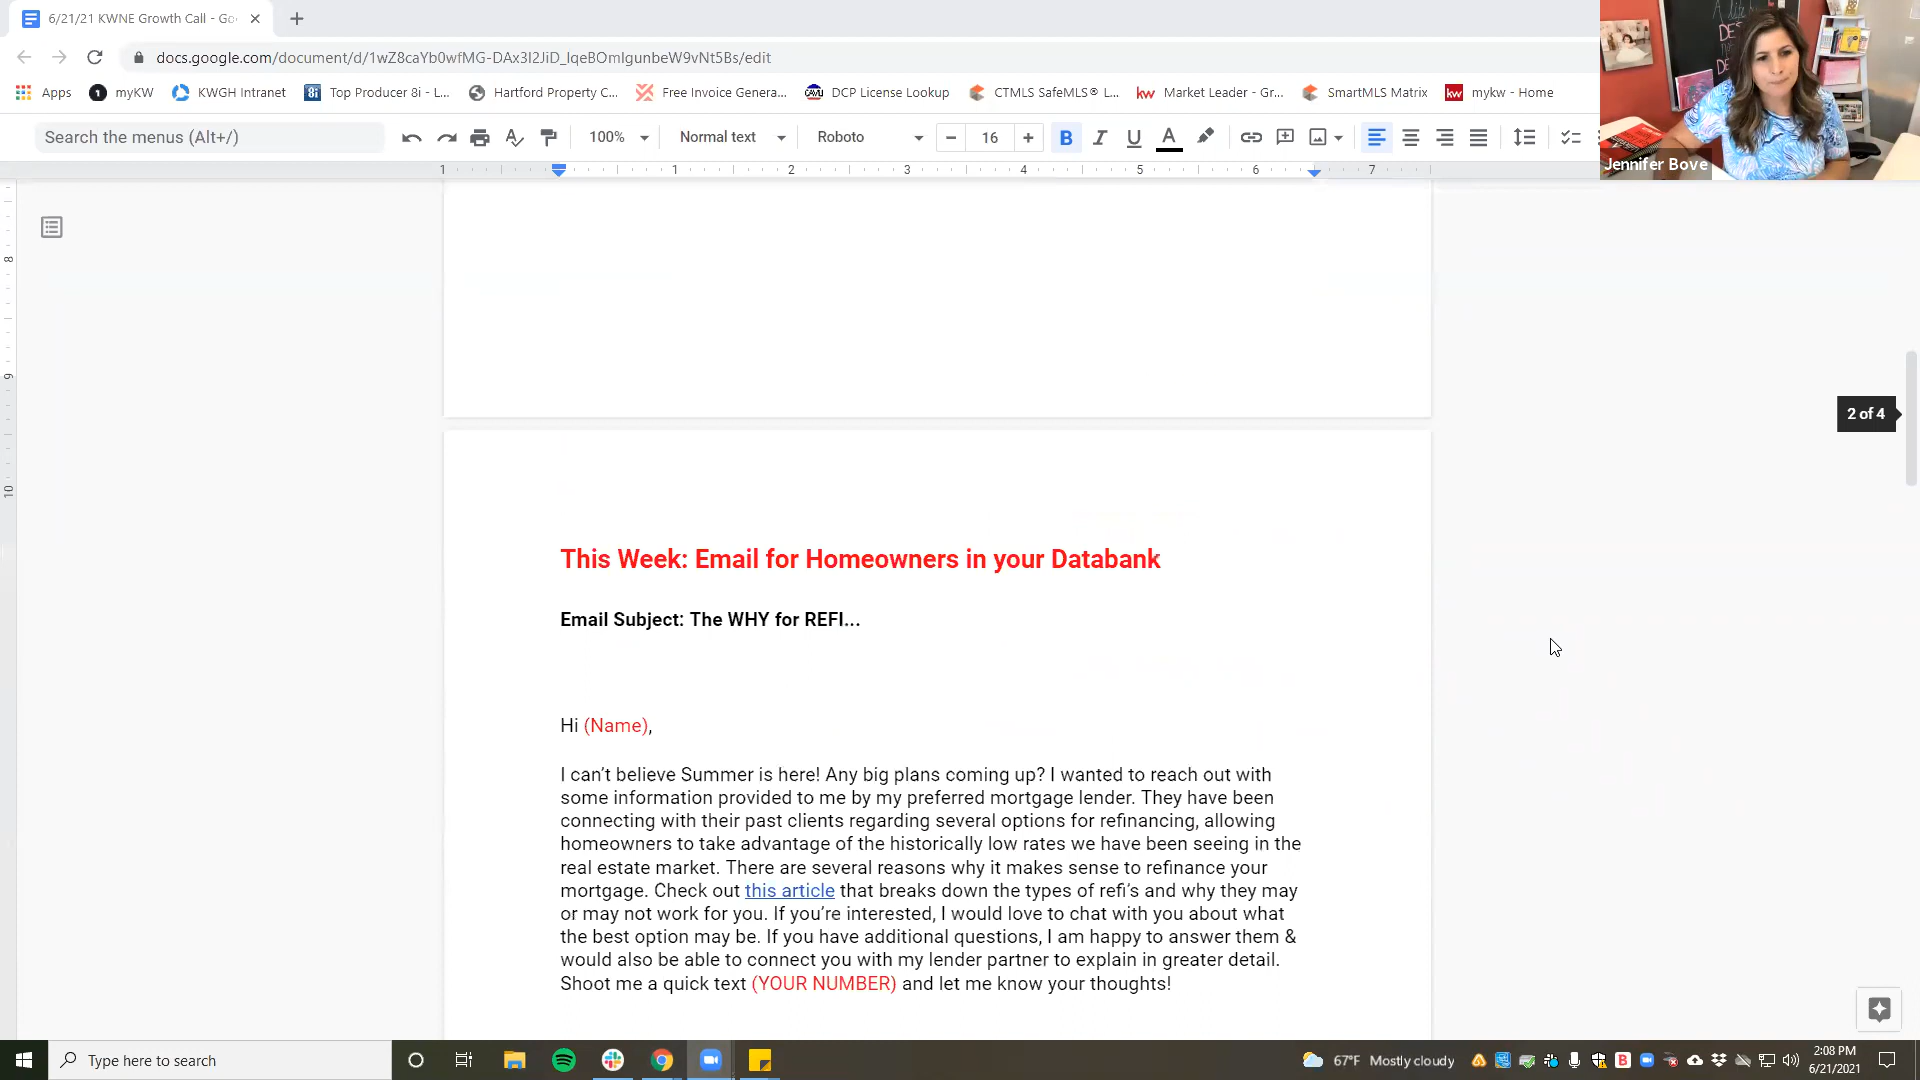 6/21/21 KWNE Growth Call - Go
docs.google.com/document/d/1wZ8caYb0wfMG-DAx3I2JiD_IqeBOmIgunbeW9vNt5Bs/edit
Apps myKW KWGH Intranet Top Producer 8i - L... Hartford Property C... Free Invoice Genera... DCP License Lookup CTMLS SafeMLS® L... Market Leader - Gr... SmartMLS Matrix mykw - Home
Search the menus (Alt+/) 100% Normal text Roboto 16
Jennifer Bove
1 1 2 3 4 5 6 7
8
9
10
2 of 4
This Week: Email for Homeowners in your Databank
Email Subject: The WHY for REFI...
Hi (Name),
I can't believe Summer is here! Any big plans coming up? I wanted to reach out with
some information provided to me by my preferred mortgage lender. They have been
connecting with their past clients regarding several options for refinancing, allowing
homeowners to take advantage of the historically low rates we have been seeing in the
real estate market. There are several reasons why it makes sense to refinance your
mortgage. Check out this article that breaks down the types of refi's and why they may
or may not work for you. If you're interested, I would love to chat with you about what
the best option may be. If you have additional questions, I am happy to answer them &
would also be able to connect you with my lender partner to explain in greater detail.
Shoot me a quick text (YOUR NUMBER) and let me know your thoughts!
Type here to search 67°F Mostly cloudy 2:08 PM
6/21/2021